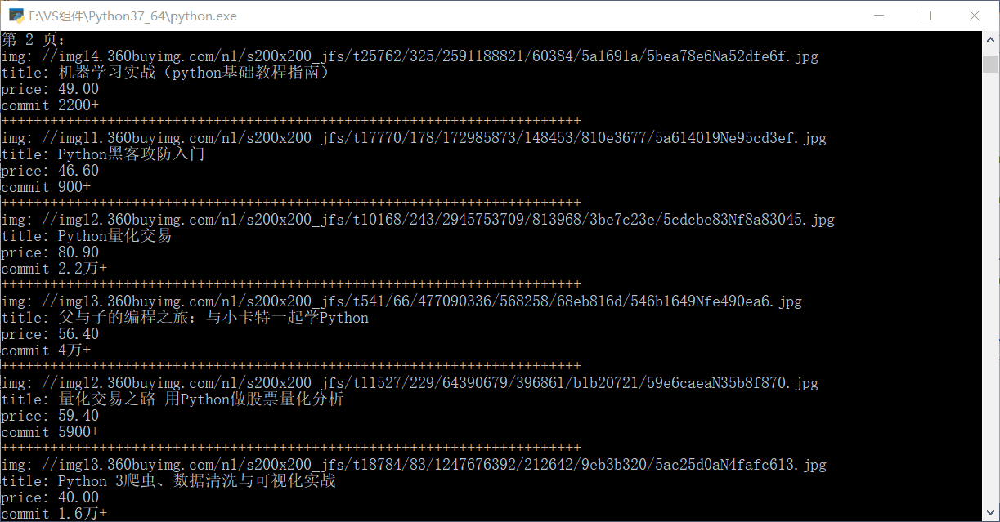 F:\VS组件\Python37_64\python.exe
第 2 页:
img: //img14.360buyimg.com/n1/s200x200_jfs/t25762/325/2591188821/60384/5a1691a/5bea78e6Na52dfe6f.jpg
title: 机器学习实战（python基础教程指南）
price: 49.00
commit 2200+
+++++++++++++++++++++++++++++++++++++++++++++++++++++++++++++++++++++++
img: //img11.360buyimg.com/n1/s200x200_jfs/t17770/178/172985873/148453/810e3677/5a614019Ne95cd3ef.jpg
title: Python黑客攻防入门
price: 46.60
commit 900+
+++++++++++++++++++++++++++++++++++++++++++++++++++++++++++++++++++++++
img: //img12.360buyimg.com/n1/s200x200_jfs/t10168/243/2945753709/813968/3be7c23e/5cdcbe83Nf8a83045.jpg
title: Python量化交易
price: 80.90
commit 2.2万+
+++++++++++++++++++++++++++++++++++++++++++++++++++++++++++++++++++++++
img: //img13.360buyimg.com/n1/s200x200_jfs/t541/66/477090336/568258/68eb816d/546b1649Nfe490ea6.jpg
title: 父与子的编程之旅：与小卡特一起学Python
price: 56.40
commit 4万+
+++++++++++++++++++++++++++++++++++++++++++++++++++++++++++++++++++++++
img: //img12.360buyimg.com/n1/s200x200_jfs/t11527/229/64390679/396861/b1b20721/59e6caeaN35b8f870.jpg
title: 量化交易之路 用Python做股票量化分析
price: 59.40
commit 5900+
+++++++++++++++++++++++++++++++++++++++++++++++++++++++++++++++++++++++
img: //img13.360buyimg.com/n1/s200x200_jfs/t18784/83/1247676392/212642/9eb3b320/5ac25d0aN4fafc613.jpg
title: Python 3爬虫、数据清洗与可视化实战
price: 40.00
commit 1.6万+